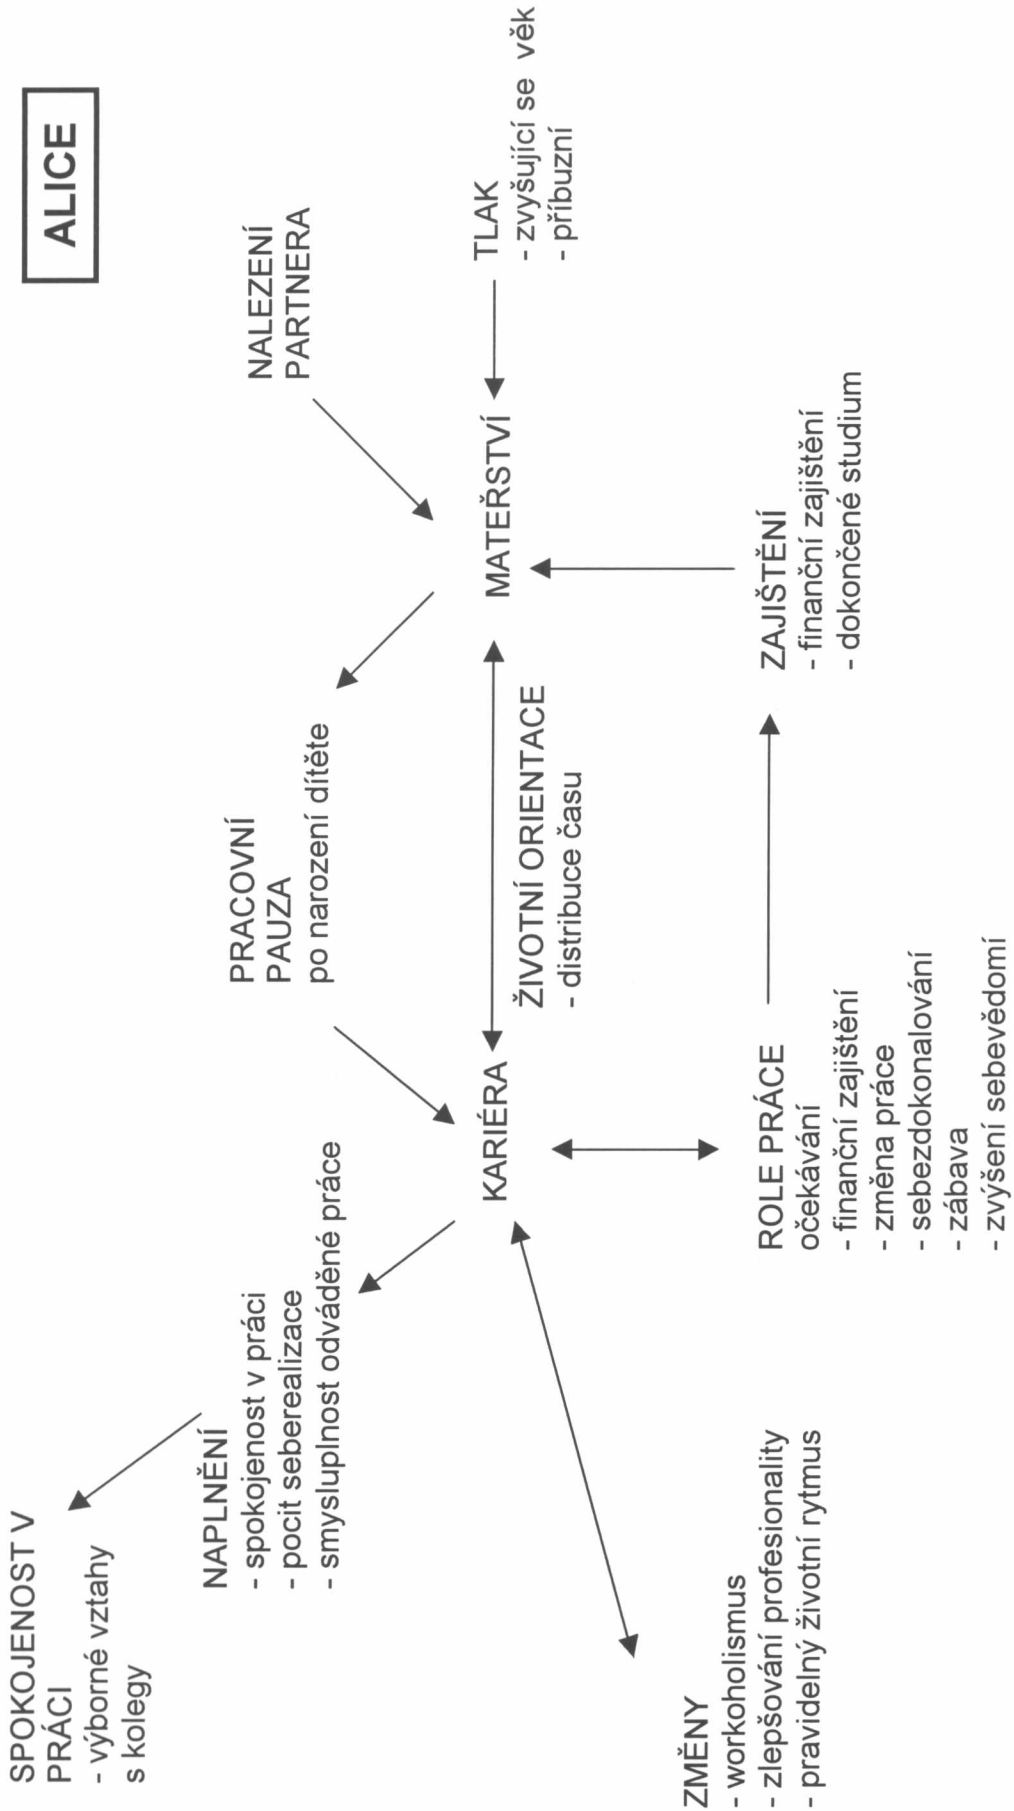 ALICE
SPOKOJENOST V
PRÁCI
- výborné vztahy
s kolegy
NAPLNĚNÍ
- spokojenost v práci
- pocit seberealizace
- smysluplnost odváděné práce
PRACOVNÍ
PAUZA
po narození dítěte
NALEZENÍ
PARTNERA
KARIÉRA
ŽIVOTNÍ ORIENTACE
- distribuce času
MATEŘSTVÍ
TLAK
- zvyšující se věk
- příbuzní
ZMĚNY
- workoholismus
- zlepšování profesionality
- pravidelný životní rytmus
ROLE PRÁCE
očekávání
- finanční zajištění
- změna práce
- sebezdokonalování
- zábava
- zvýšení sebevědomí
ZAJIŠTĚNÍ
- finanční zajištění
- dokončené studium